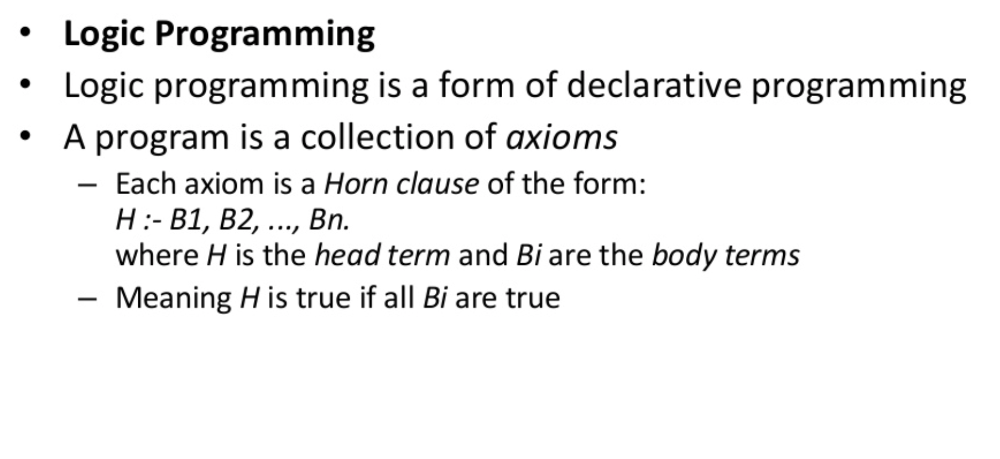 • Logic Programming
• Logic programming is a form of declarative programming
• A program is a collection of axioms
– Each axiom is a Horn clause of the form:
H :- B1, B2, ..., Bn.
where H is the head term and Bi are the body terms
– Meaning H is true if all Bi are true